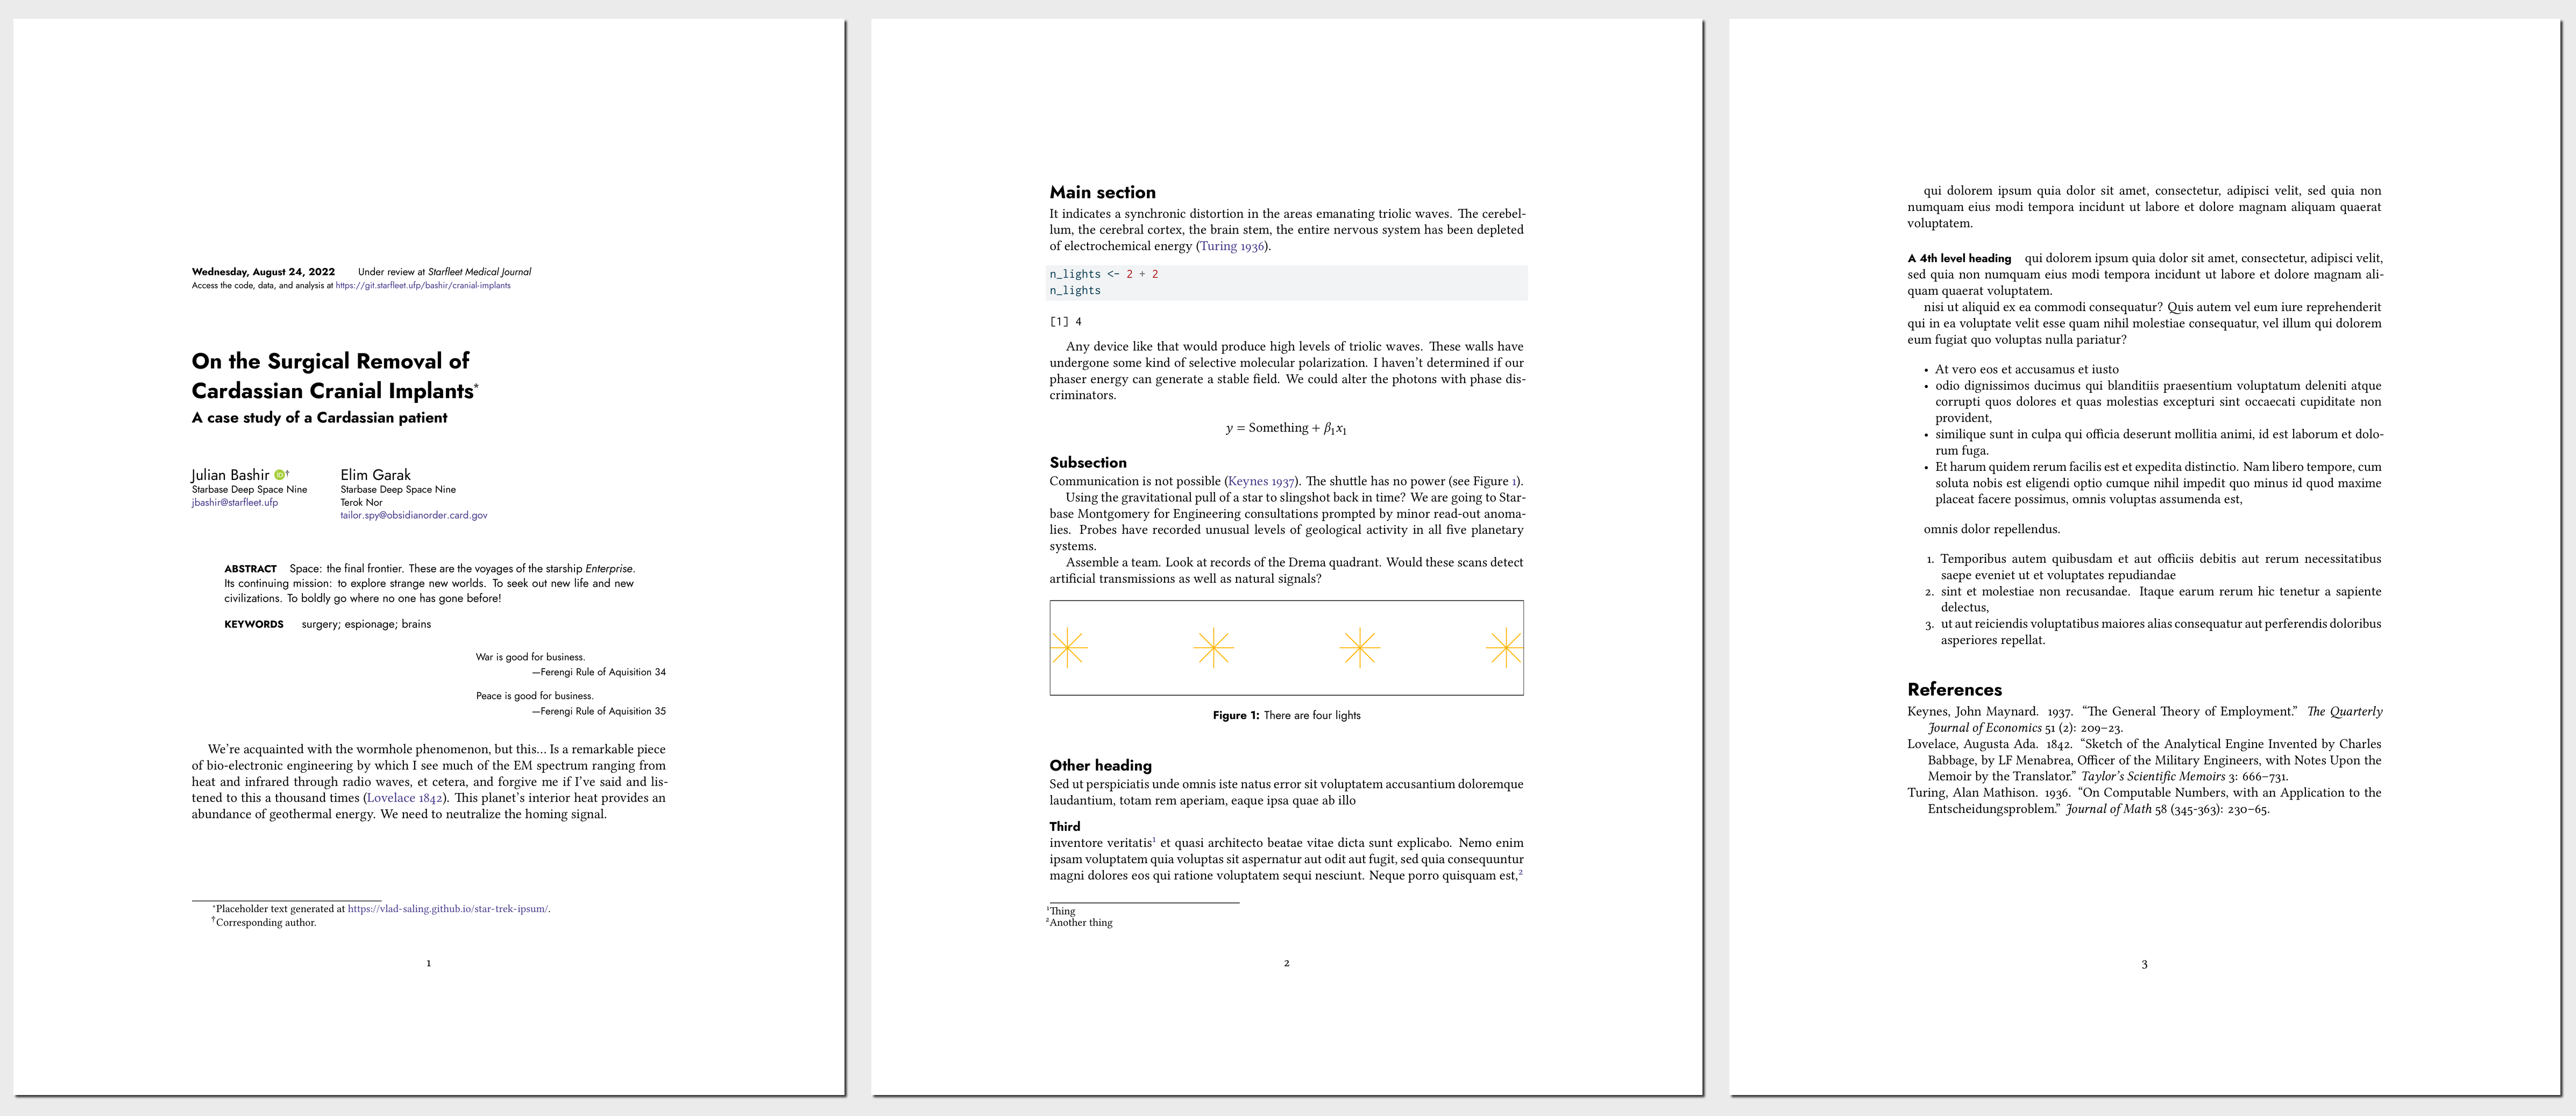 Wednesday, August 24, 2022 Under review at Starfleet Medical Journal
Access the code, data, and analysis at https://git.starfleet.ufp/bashir/cranial-implants
On the Surgical Removal of
Cardassian Cranial Implants*
A case study of a Cardassian patient
Julian Bashir iD†
Starbase Deep Space Nine
jbashir@starfleet.ufp
Elim Garak
Starbase Deep Space Nine
Terok Nor
tailor.spy@obsidianorder.card.gov
ABSTRACT Space: the final frontier. These are the voyages of the starship Enterprise.
Its continuing mission: to explore strange new worlds. To seek out new life and new
civilizations. To boldly go where no one has gone before!
KEYWORDS surgery; espionage; brains
War is good for business.
—Ferengi Rule of Aquisition 34
Peace is good for business.
—Ferengi Rule of Aquisition 35
We’re acquainted with the wormhole phenomenon, but this... Is a remarkable piece
of bio-electronic engineering by which I see much of the EM spectrum ranging from
heat and infrared through radio waves, et cetera, and forgive me if I’ve said and lis-
tened to this a thousand times (Lovelace 1842). This planet’s interior heat provides an
abundance of geothermal energy. We need to neutralize the homing signal.
*Placeholder text generated at https://vlad-saling.github.io/star-trek-ipsum/.
†Corresponding author.
1
Main section
It indicates a synchronic distortion in the areas emanating triolic waves. The cerebel-
lum, the cerebral cortex, the brain stem, the entire nervous system has been depleted
of electrochemical energy (Turing 1936).
n_lights <- 2 + 2
n_lights
[1] 4
Any device like that would produce high levels of triolic waves. These walls have
undergone some kind of selective molecular polarization. I haven’t determined if our
phaser energy can generate a stable field. We could alter the photons with phase dis-
criminators.
y = Something + β₁x₁
Subsection
Communication is not possible (Keynes 1937). The shuttle has no power (see Figure 1).
Using the gravitational pull of a star to slingshot back in time? We are going to Star-
base Montgomery for Engineering consultations prompted by minor read-out anoma-
lies. Probes have recorded unusual levels of geological activity in all five planetary
systems.
Assemble a team. Look at records of the Drema quadrant. Would these scans detect
artificial transmissions as well as natural signals?
Figure 1: There are four lights
Other heading
Sed ut perspiciatis unde omnis iste natus error sit voluptatem accusantium doloremque
laudantium, totam rem aperiam, eaque ipsa quae ab illo
Third
inventore veritatis¹ et quasi architecto beatae vitae dicta sunt explicabo. Nemo enim
ipsam voluptatem quia voluptas sit aspernatur aut odit aut fugit, sed quia consequuntur
magni dolores eos qui ratione voluptatem sequi nesciunt. Neque porro quisquam est,²
¹Thing
²Another thing
2
qui dolorem ipsum quia dolor sit amet, consectetur, adipisci velit, sed quia non
numquam eius modi tempora incidunt ut labore et dolore magnam aliquam quaerat
voluptatem.
A 4th level heading qui dolorem ipsum quia dolor sit amet, consectetur, adipisci velit,
sed quia non numquam eius modi tempora incidunt ut labore et dolore magnam ali-
quam quaerat voluptatem.
nisi ut aliquid ex ea commodi consequatur? Quis autem vel eum iure reprehenderit
qui in ea voluptate velit esse quam nihil molestiae consequatur, vel illum qui dolorem
eum fugiat quo voluptas nulla pariatur?
• At vero eos et accusamus et iusto
• odio dignissimos ducimus qui blanditiis praesentium voluptatum deleniti atque
corrupti quos dolores et quas molestias excepturi sint occaecati cupiditate non
provident,
• similique sunt in culpa qui officia deserunt mollitia animi, id est laborum et dolo-
rum fuga.
• Et harum quidem rerum facilis est et expedita distinctio. Nam libero tempore, cum
soluta nobis est eligendi optio cumque nihil impedit quo minus id quod maxime
placeat facere possimus, omnis voluptas assumenda est,
omnis dolor repellendus.
1. Temporibus autem quibusdam et aut officiis debitis aut rerum necessitatibus
saepe eveniet ut et voluptates repudiandae
2. sint et molestiae non recusandae. Itaque earum rerum hic tenetur a sapiente
delectus,
3. ut aut reiciendis voluptatibus maiores alias consequatur aut perferendis doloribus
asperiores repellat.
References
Keynes, John Maynard. 1937. “The General Theory of Employment.” The Quarterly
Journal of Economics 51 (2): 209–23.
Lovelace, Augusta Ada. 1842. “Sketch of the Analytical Engine Invented by Charles
Babbage, by LF Menabrea, Officer of the Military Engineers, with Notes Upon the
Memoir by the Translator.” Taylor’s Scientific Memoirs 3: 666–731.
Turing, Alan Mathison. 1936. “On Computable Numbers, with an Application to the
Entscheidungsproblem.” Journal of Math 58 (345-363): 230–65.
3